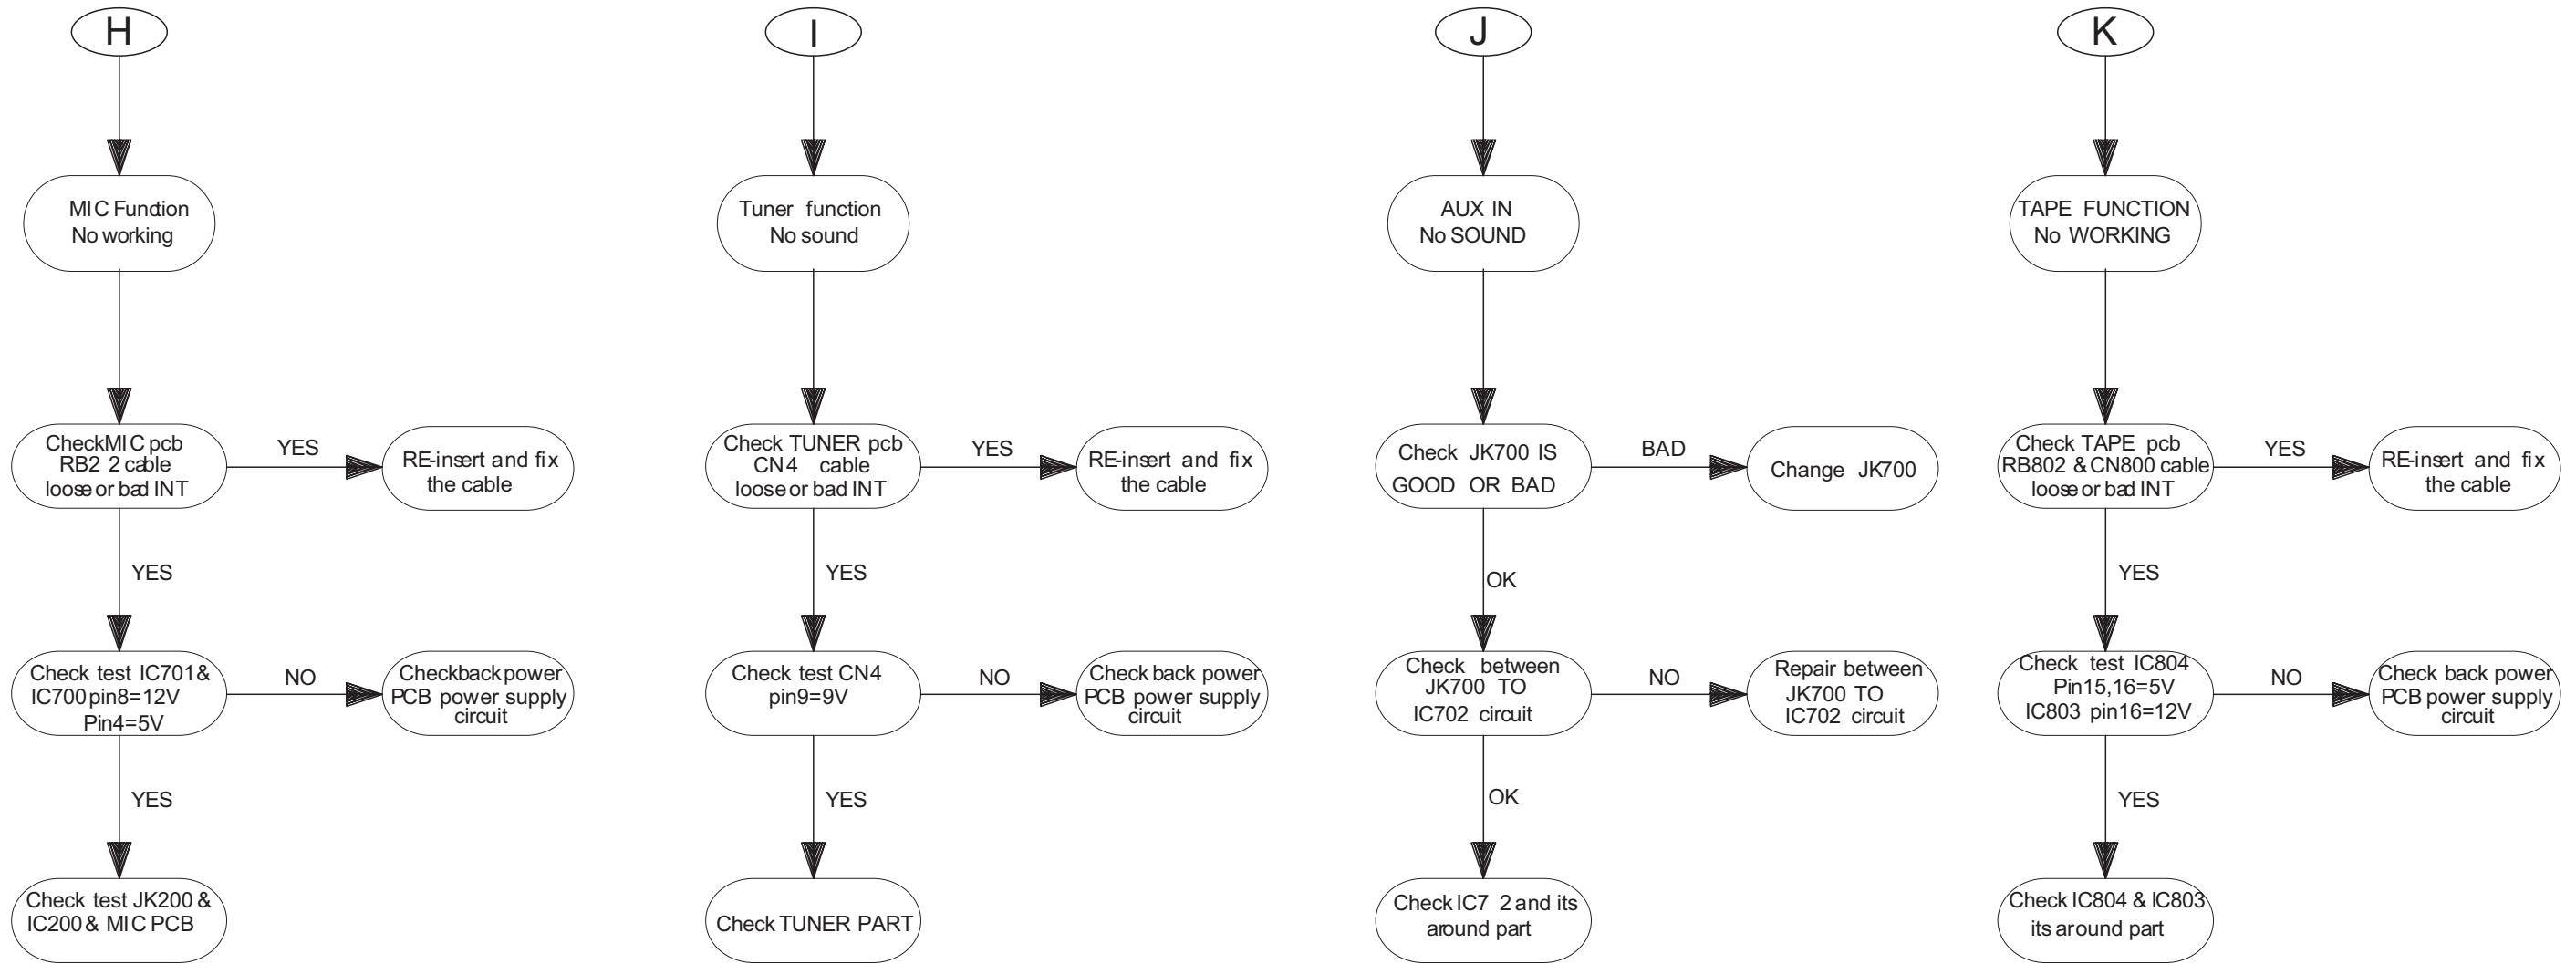 H
MIC Function
No working
CheckMIC pcb
RB2 2 cable
loose or bad INT
YES
RE-insert and fix
the cable
YES
Check test IC701&
IC700 pin8=12V
Pin4=5V
NO
Checkback power
PCB power supply
circuit
YES
Check test JK200 &
IC200 & MIC PCB
I
Tuner function
No sound
Check TUNER pcb
CN4 cable
loose or bad INT
YES
RE-insert and fix
the cable
YES
Check test CN4
pin9=9V
NO
Check back power
PCB power supply
circuit
YES
Check TUNER PART
J
AUX IN
No SOUND
Check JK700 IS
GOOD OR BAD
BAD
Change JK700
OK
Check between
JK700 TO
IC702 circuit
NO
Repair between
JK700 TO
IC702 circuit
OK
Check IC7 2 and its
around part
K
TAPE FUNCTION
No WORKING
Check TAPE pcb
RB802 & CN800 cable
loose or bad INT
YES
RE-insert and fix
the cable
YES
Check test IC804
Pin15,16=5V
IC803 pin16=12V
NO
Check back power
PCB power supply
circuit
YES
Check IC804 & IC803
its around part